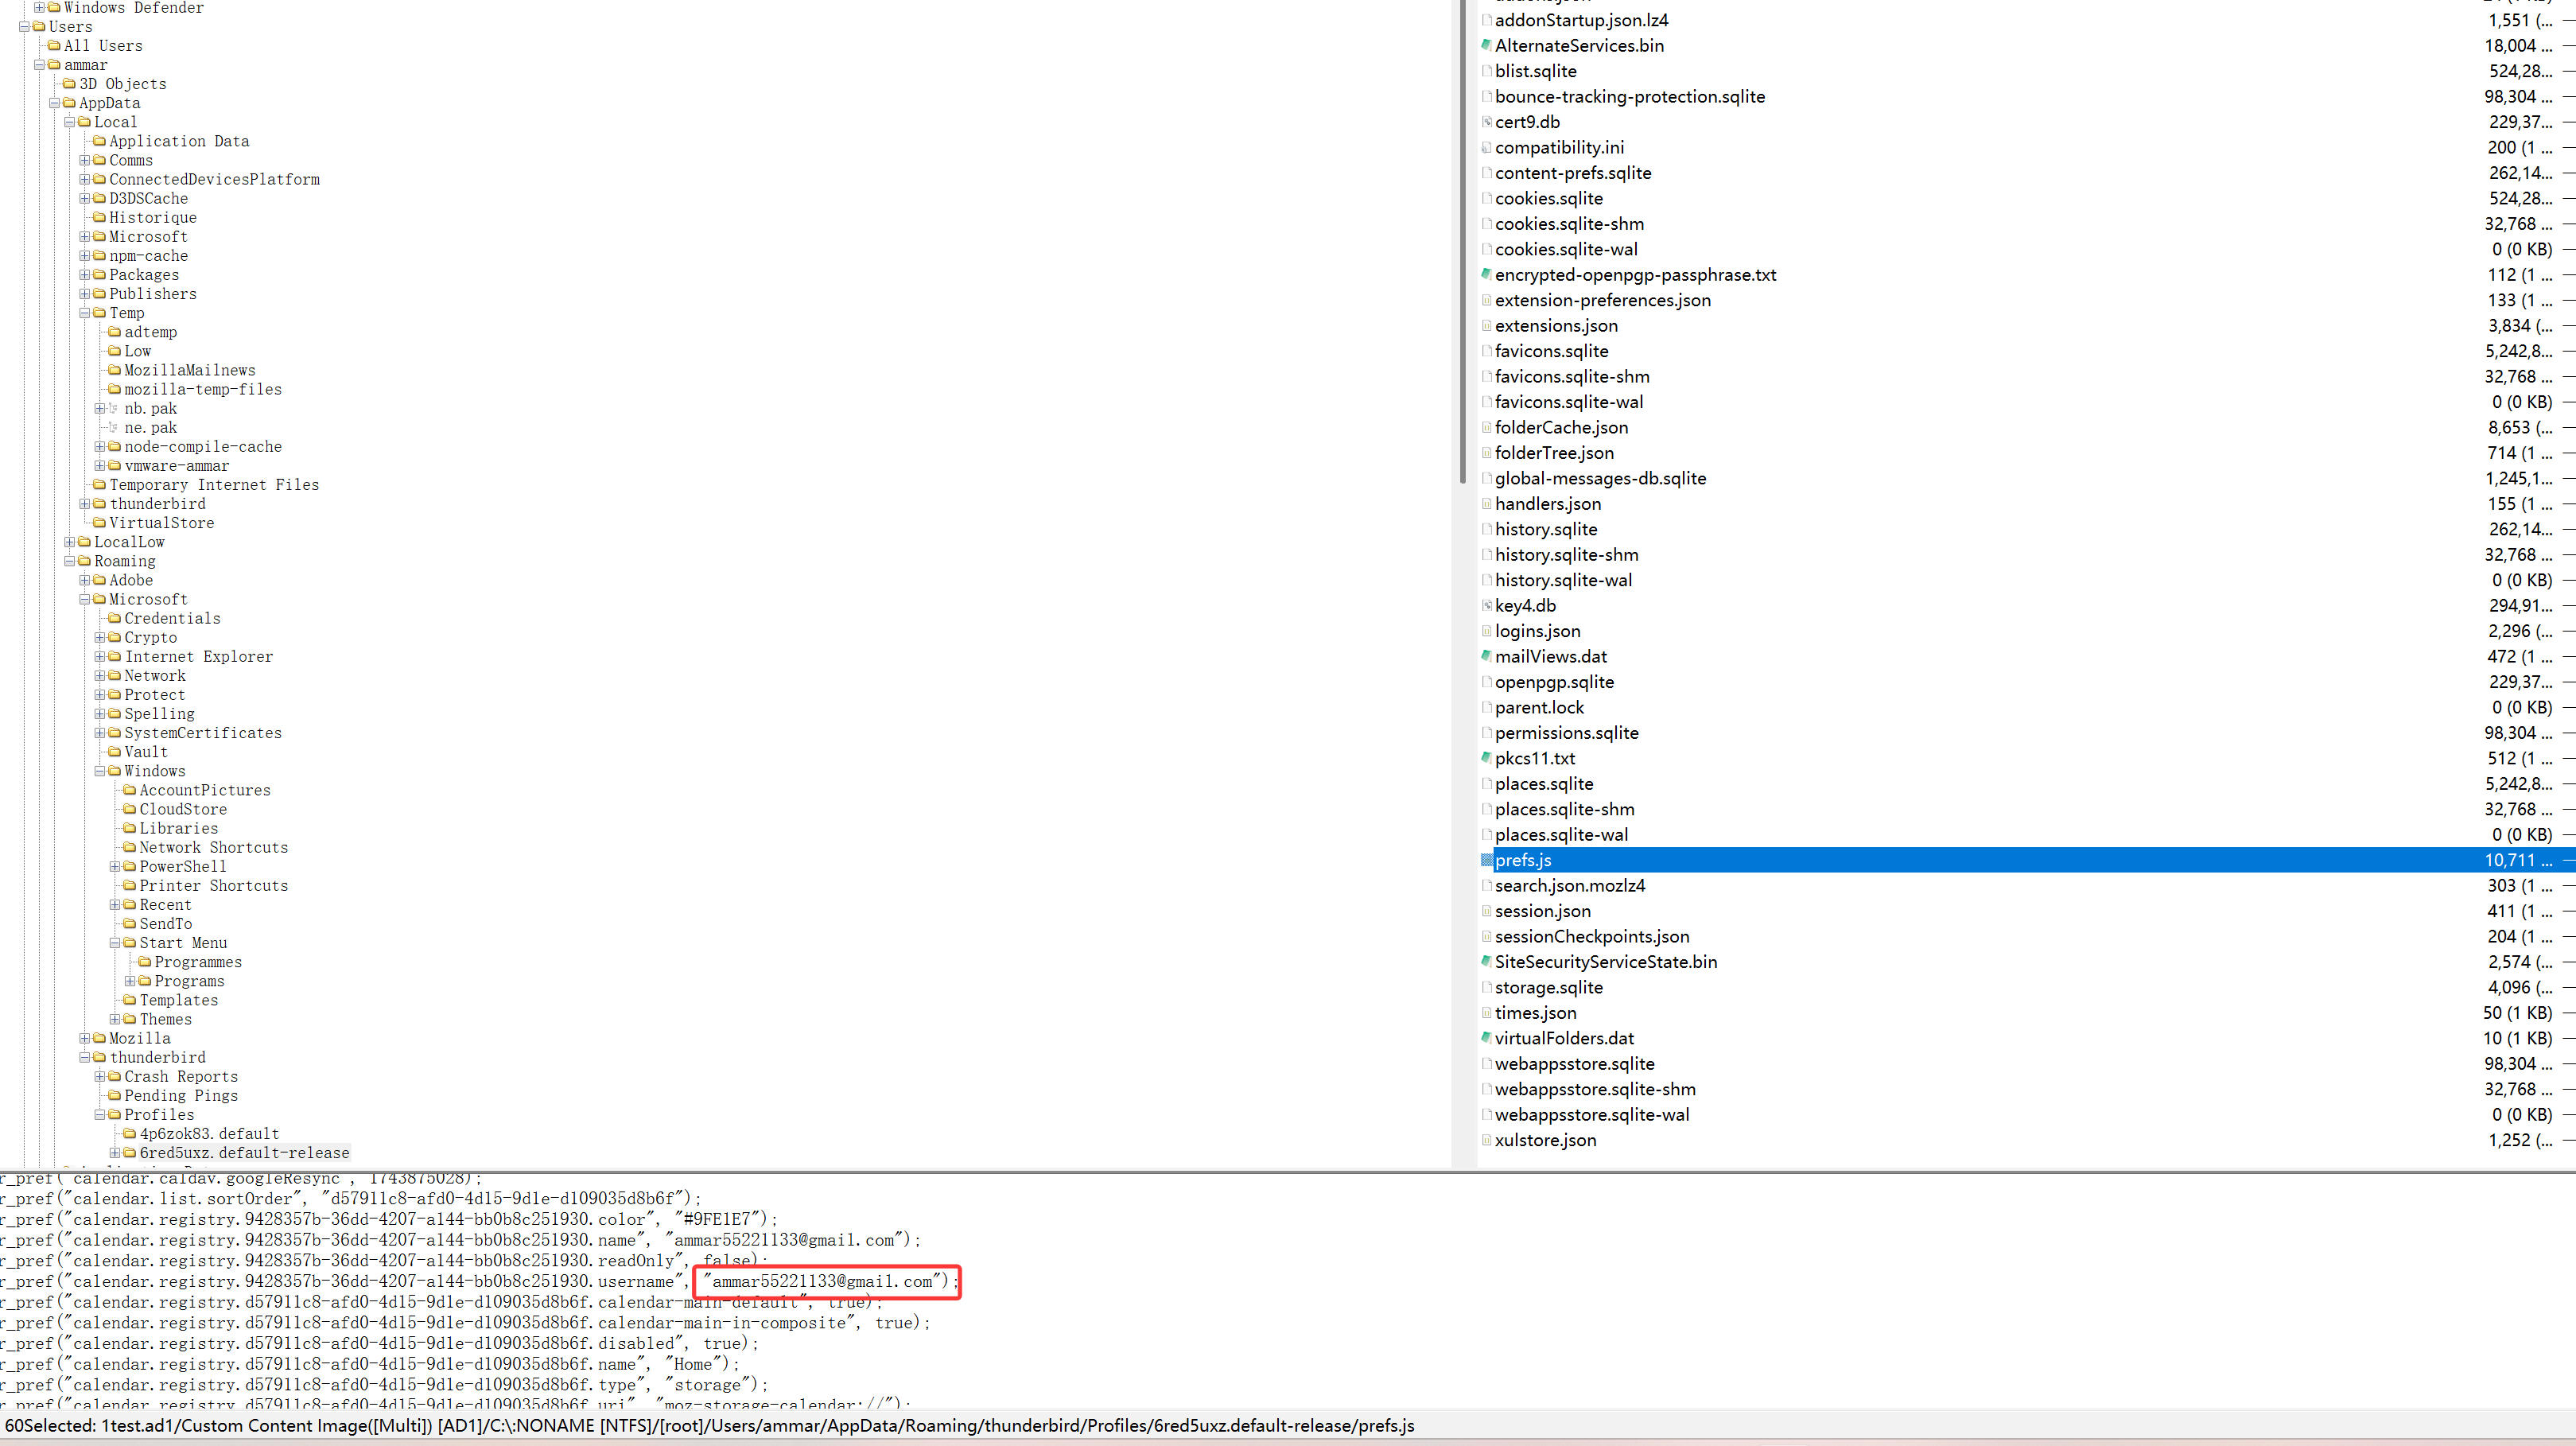 Windows Defender
Users
All Users
ammar
3D Objects
AppData
Local
Application Data
Comms
ConnectedDevicesPlatform
D3DSCache
Historique
Microsoft
npm-cache
Packages
Publishers
Temp
adtemp
Low
MozillaMailnews
mozilla-temp-files
nb.pak
ne.pak
node-compile-cache
vmware-ammar
Temporary Internet Files
thunderbird
VirtualStore
LocalLow
Roaming
Adobe
Microsoft
Credentials
Crypto
Internet Explorer
Network
Protect
Spelling
SystemCertificates
Vault
Windows
AccountPictures
CloudStore
Libraries
Network Shortcuts
PowerShell
Printer Shortcuts
Recent
SendTo
Start Menu
Programmes
Programs
Templates
Themes
Mozilla
thunderbird
Crash Reports
Pending Pings
Profiles
4p6zok83.default
6red5uxz.default-release
addonStartup.json.lz4 1,551 (...
AlternateServices.bin 18,004 ...
blist.sqlite 524,28...
bounce-tracking-protection.sqlite 98,304 ...
cert9.db 229,37...
compatibility.ini 200 (1 ...
content-prefs.sqlite 262,14...
cookies.sqlite 524,28...
cookies.sqlite-shm 32,768 ...
cookies.sqlite-wal 0 (0 KB)
encrypted-openpgp-passphrase.txt 112 (1 ...
extension-preferences.json 133 (1 ...
extensions.json 3,834 (...
favicons.sqlite 5,242,8...
favicons.sqlite-shm 32,768 ...
favicons.sqlite-wal 0 (0 KB)
folderCache.json 8,653 (...
folderTree.json 714 (1 ...
global-messages-db.sqlite 1,245,1...
handlers.json 155 (1 ...
history.sqlite 262,14...
history.sqlite-shm 32,768 ...
history.sqlite-wal 0 (0 KB)
key4.db 294,91...
logins.json 2,296 (...
mailViews.dat 472 (1 ...
openpgp.sqlite 229,37...
parent.lock 0 (0 KB)
permissions.sqlite 98,304 ...
pkcs11.txt 512 (1 ...
places.sqlite 5,242,8...
places.sqlite-shm 32,768 ...
places.sqlite-wal 0 (0 KB)
prefs.js 10,711 ...
search.json.mozlz4 303 (1 ...
session.json 411 (1 ...
sessionCheckpoints.json 204 (1 ...
SiteSecurityServiceState.bin 2,574 (...
storage.sqlite 4,096 (...
times.json 50 (1 KB)
virtualFolders.dat 10 (1 KB)
webappsstore.sqlite 98,304 ...
webappsstore.sqlite-shm 32,768 ...
webappsstore.sqlite-wal 0 (0 KB)
xulstore.json 1,252 (...
r_pref("calendar.caldav.googleResync", 1743875028);
r_pref("calendar.list.sortOrder", "d57911c8-afd0-4d15-9d1e-d109035d8b6f");
r_pref("calendar.registry.9428357b-36dd-4207-a144-bb0b8c251930.color", "#9FE1E7");
r_pref("calendar.registry.9428357b-36dd-4207-a144-bb0b8c251930.name", "ammar55221133@gmail.com");
r_pref("calendar.registry.9428357b-36dd-4207-a144-bb0b8c251930.readOnly", false);
r_pref("calendar.registry.9428357b-36dd-4207-a144-bb0b8c251930.username", "ammar55221133@gmail.com");
r_pref("calendar.registry.d57911c8-afd0-4d15-9d1e-d109035d8b6f.calendar-main-default", true);
r_pref("calendar.registry.d57911c8-afd0-4d15-9d1e-d109035d8b6f.calendar-main-in-composite", true);
r_pref("calendar.registry.d57911c8-afd0-4d15-9d1e-d109035d8b6f.disabled", true);
r_pref("calendar.registry.d57911c8-afd0-4d15-9d1e-d109035d8b6f.name", "Home");
r_pref("calendar.registry.d57911c8-afd0-4d15-9d1e-d109035d8b6f.type", "storage");
r_pref("calendar.registry.d57911c8-afd0-4d15-9d1e-d109035d8b6f.uri", "moz-storage-calendar://");
60Selected: 1test.ad1/Custom Content Image([Multi]) [AD1]/C:\:NONAME [NTFS]/[root]/Users/ammar/AppData/Roaming/thunderbird/Profiles/6red5uxz.default-release/prefs.js